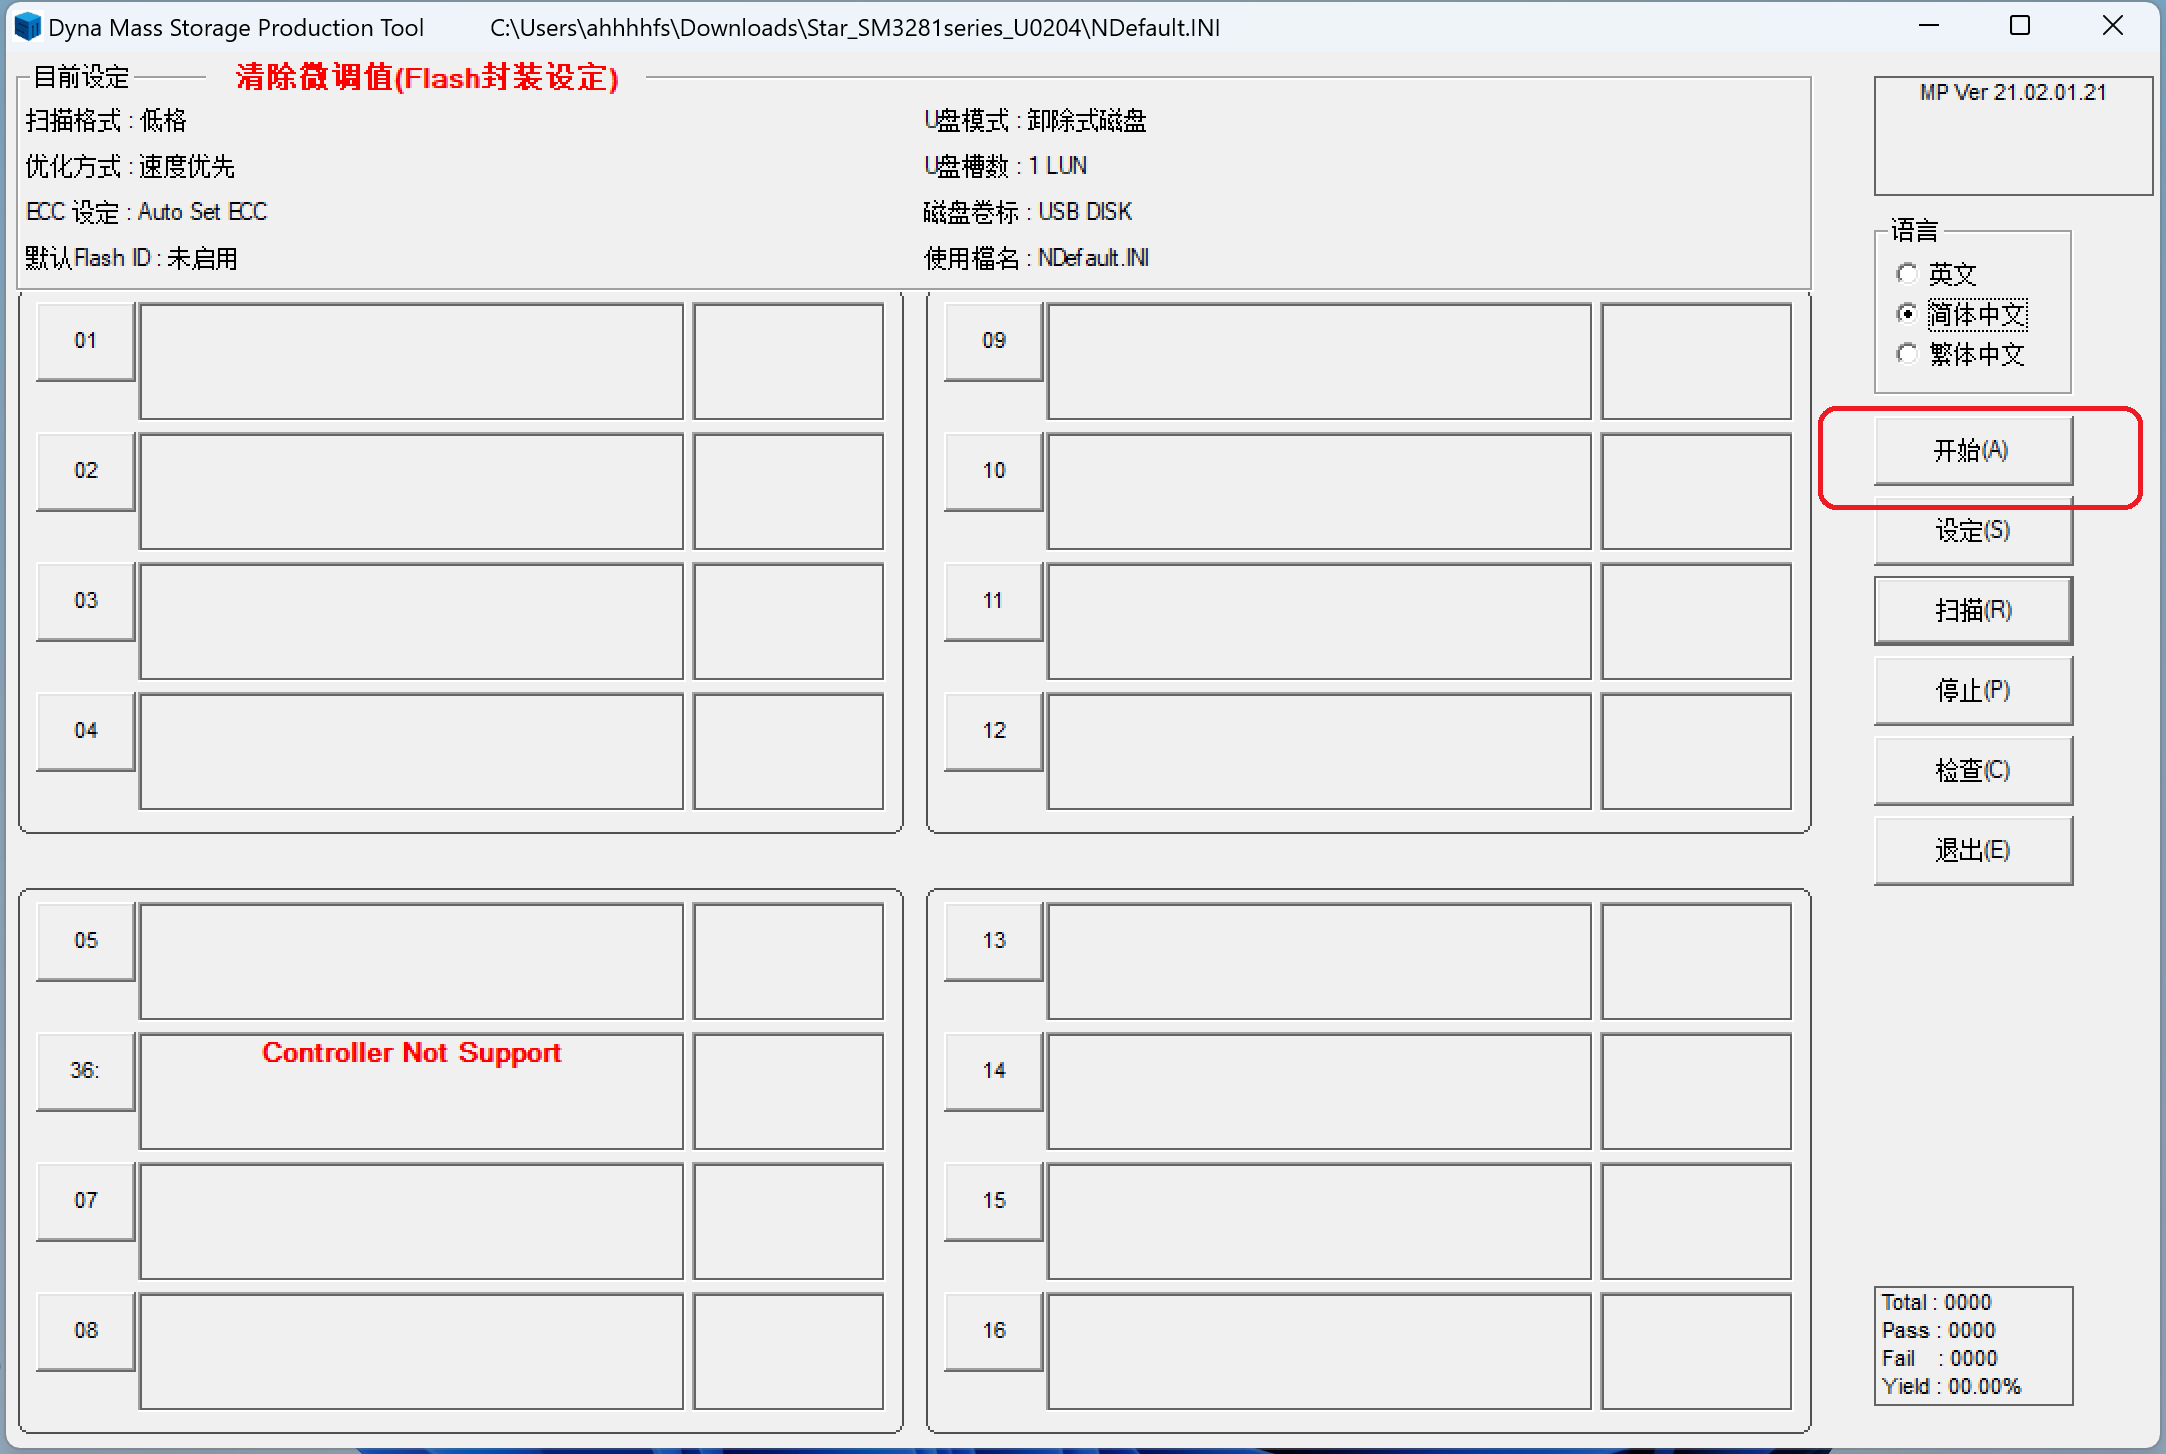 Dyna Mass Storage Production Tool C:\Users\ahhhhfs\Downloads\Star_SM3281series_U0204\NDefault.INI
目前设定 清除微调值(Flash封装设定)
扫描格式 : 低格
优化方式 : 速度优先
ECC 设定 : Auto Set ECC
默认Flash ID : 未启用
U盘模式 : 卸除式磁盘
U盘槽数 : 1 LUN
磁盘卷标 : USB DISK
使用檔名 : NDefault.INI
MP Ver 21.02.01.21
语言
英文
简体中文
繁体中文
开始(A)
设定(S)
扫描(R)
停止(P)
检查(C)
退出(E)
01
02
03
04
09
10
11
12
05
36: Controller Not Support
07
08
13
14
15
16
Total : 0000
Pass : 0000
Fail : 0000
Yield : 00.00%